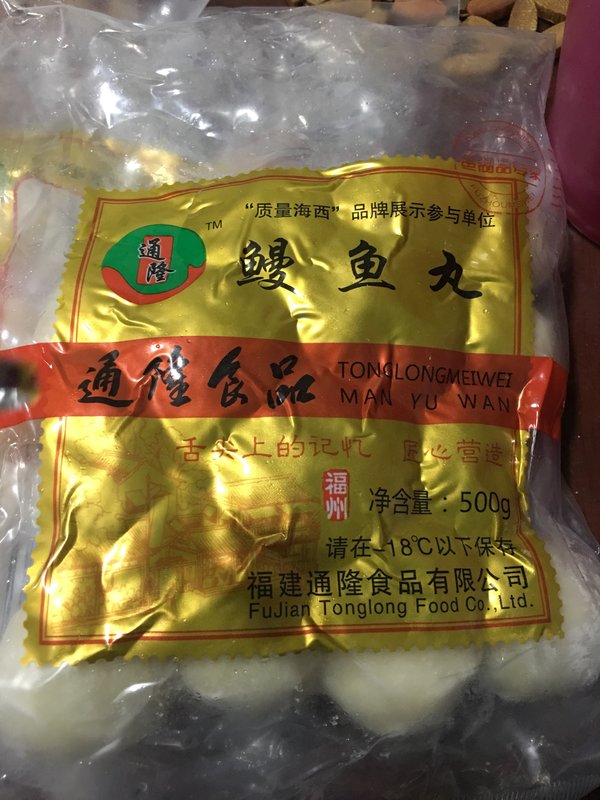 “质量海西”品牌展示参与单位
通隆
TM
鳗鱼丸
通隆食品
TONGLONGMEIWEI
MAN YU WAN
舌尖上的记忆 匠心营造
福州
净含量：500g
请在-18℃以下保存
福建通隆食品有限公司
FuJian Tonglong Food Co.,Ltd.